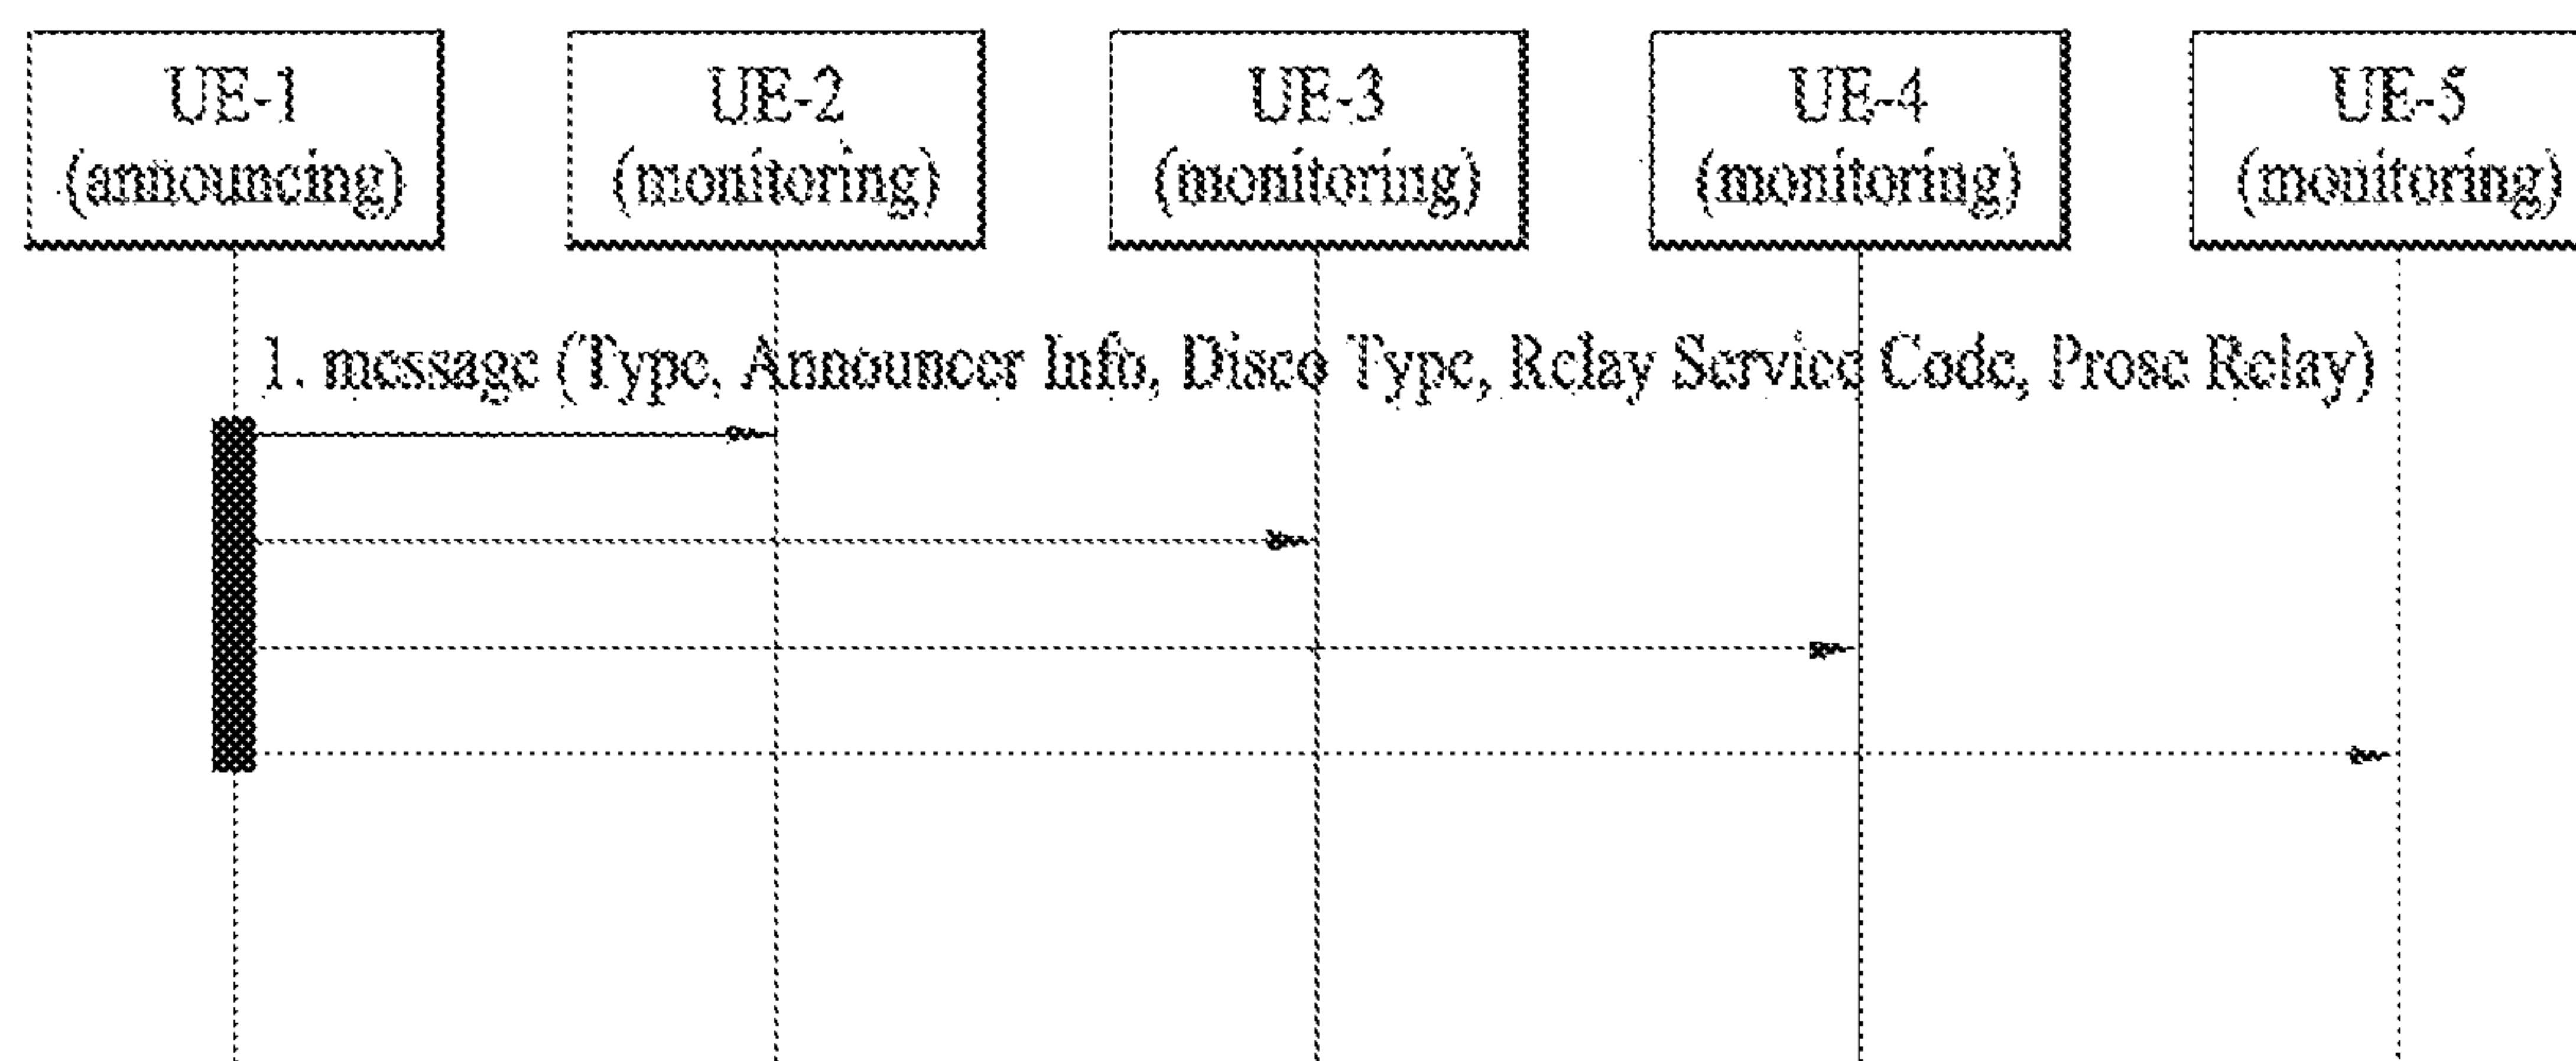 UE-1
(announcing)
UE-2
(monitoring)
UE-3
(monitoring)
UE-4
(monitoring)
UE-5
(monitoring)
1. message (Type, Announcer Info, Disco Type, Relay Service Code, Prose Relay)